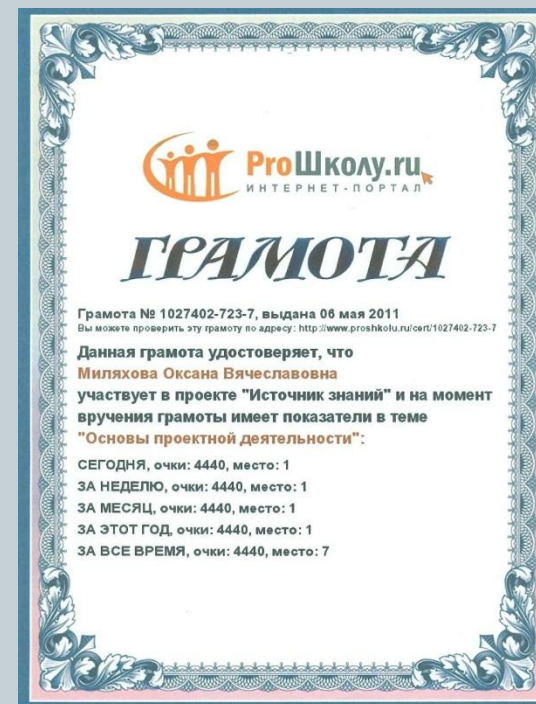 ProШколу.ru
ИНТЕРНЕТ-ПОРТАЛ
ГРАМОТА
Грамота № 1027402-723-7, выдана 06 мая 2011
Вы можете проверить эту грамоту по адресу: http://www.proshkolu.ru/cert/1027402-723-7
Данная грамота удостоверяет, что
Миляхова Оксана Вячеславовна
участвует в проекте "Источник знаний" и на момент
вручения грамоты имеет показатели в теме
"Основы проектной деятельности":
СЕГОДНЯ, очки: 4440, место: 1
ЗА НЕДЕЛЮ, очки: 4440, место: 1
ЗА МЕСЯЦ, очки: 4440, место: 1
ЗА ЭТОТ ГОД, очки: 4440, место: 1
ЗА ВСЕ ВРЕМЯ, очки: 4440, место: 7